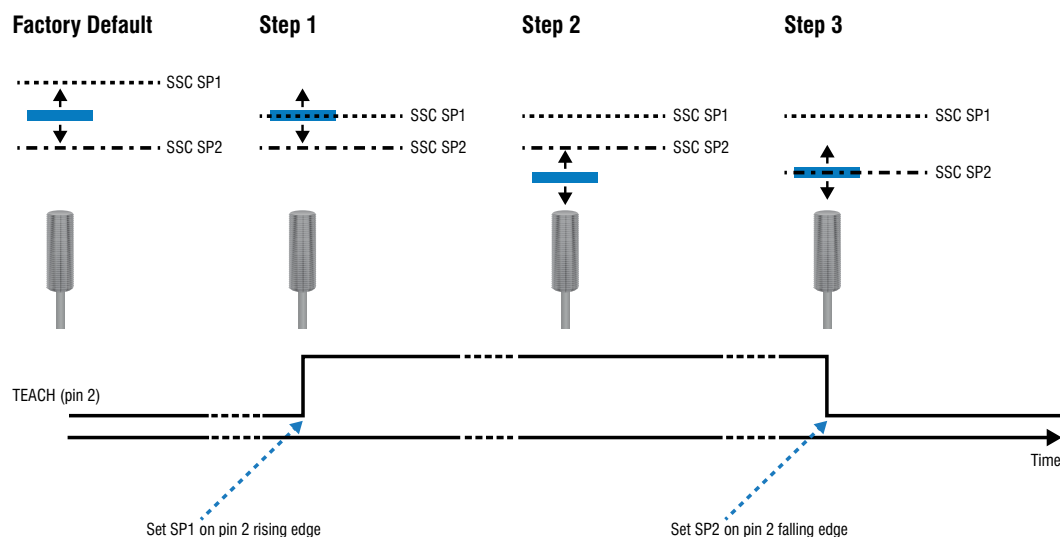 Factory Default
Step 1
Step 2
Step 3
SSC SP1
SSC SP2
SSC SP1
SSC SP2
SSC SP1
SSC SP2
SSC SP1
SSC SP2
TEACH (pin 2)
Time
Set SP1 on pin 2 rising edge
Set SP2 on pin 2 falling edge